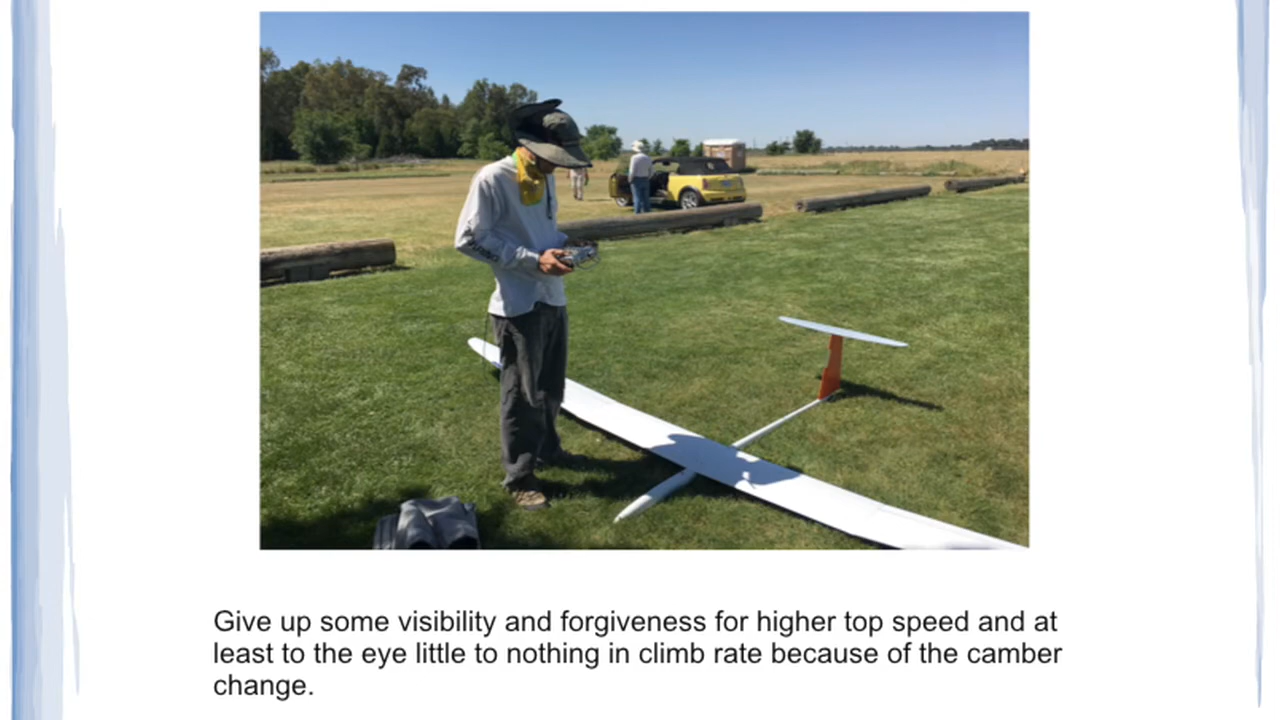 Give up some visibility and forgiveness for higher top speed and at
least to the eye little to nothing in climb rate because of the camber
change.